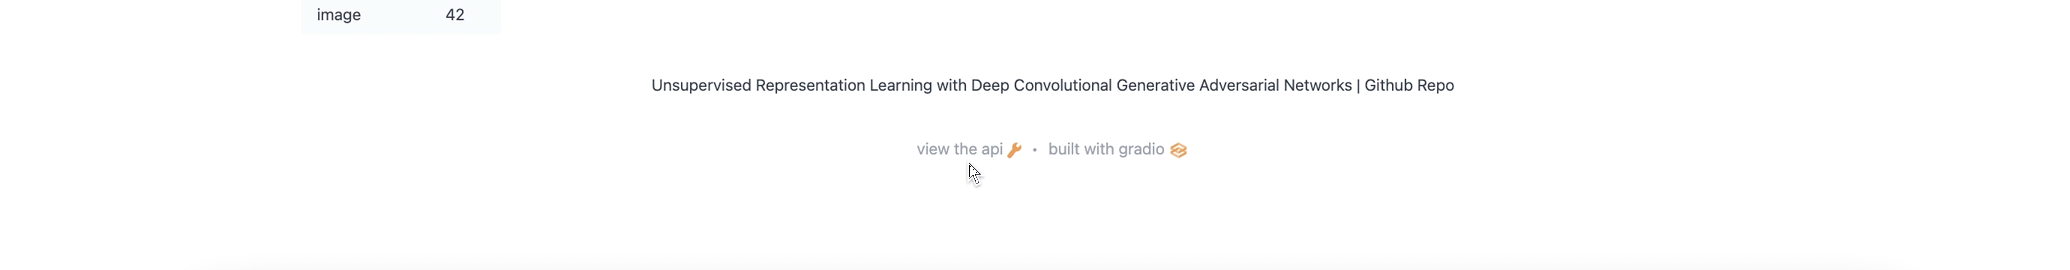 image 42
Unsupervised Representation Learning with Deep Convolutional Generative Adversarial Networks | Github Repo
view the api • built with gradio